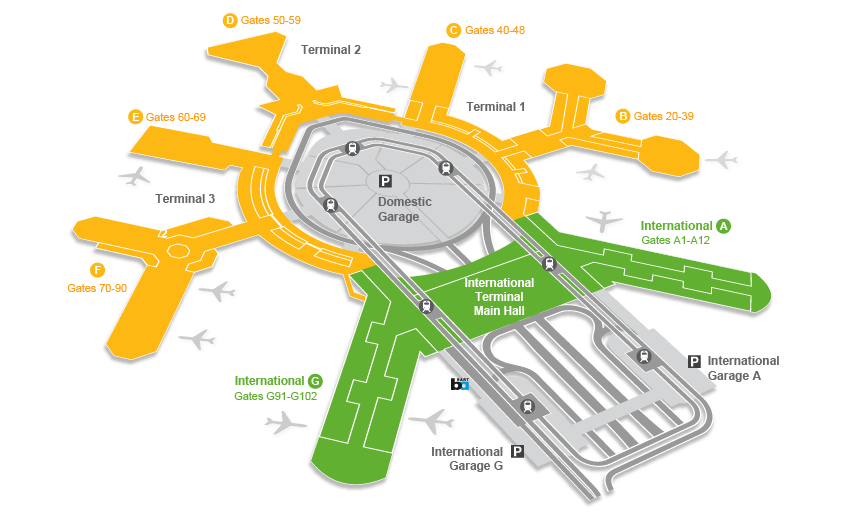 D Gates 50-59
Terminal 2
C Gates 40-48
Terminal 1
E Gates 60-69
B Gates 20-39
P
Domestic
Garage
Terminal 3
International A
Gates A1-A12
F
Gates 70-90
International
Terminal
Main Hall
International G
Gates G91-G102
BART
ba
P International
Garage A
International P
Garage G